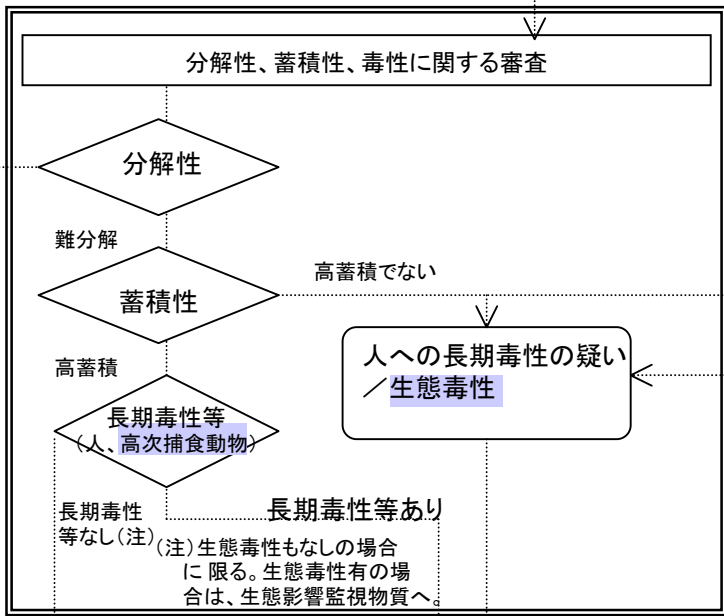 分解性、蓄積性、毒性に関する審査
分解性
難分解
高蓄積でない
蓄積性
人への長期毒性の疑い
／生態毒性
高蓄積
長期毒性等
（人、高次捕食動物）
長期毒性
等なし（注）
長期毒性等あり
（注）生態毒性もなしの場合
に 限る。生態毒性有の場
合は、生態影響監視物質へ。